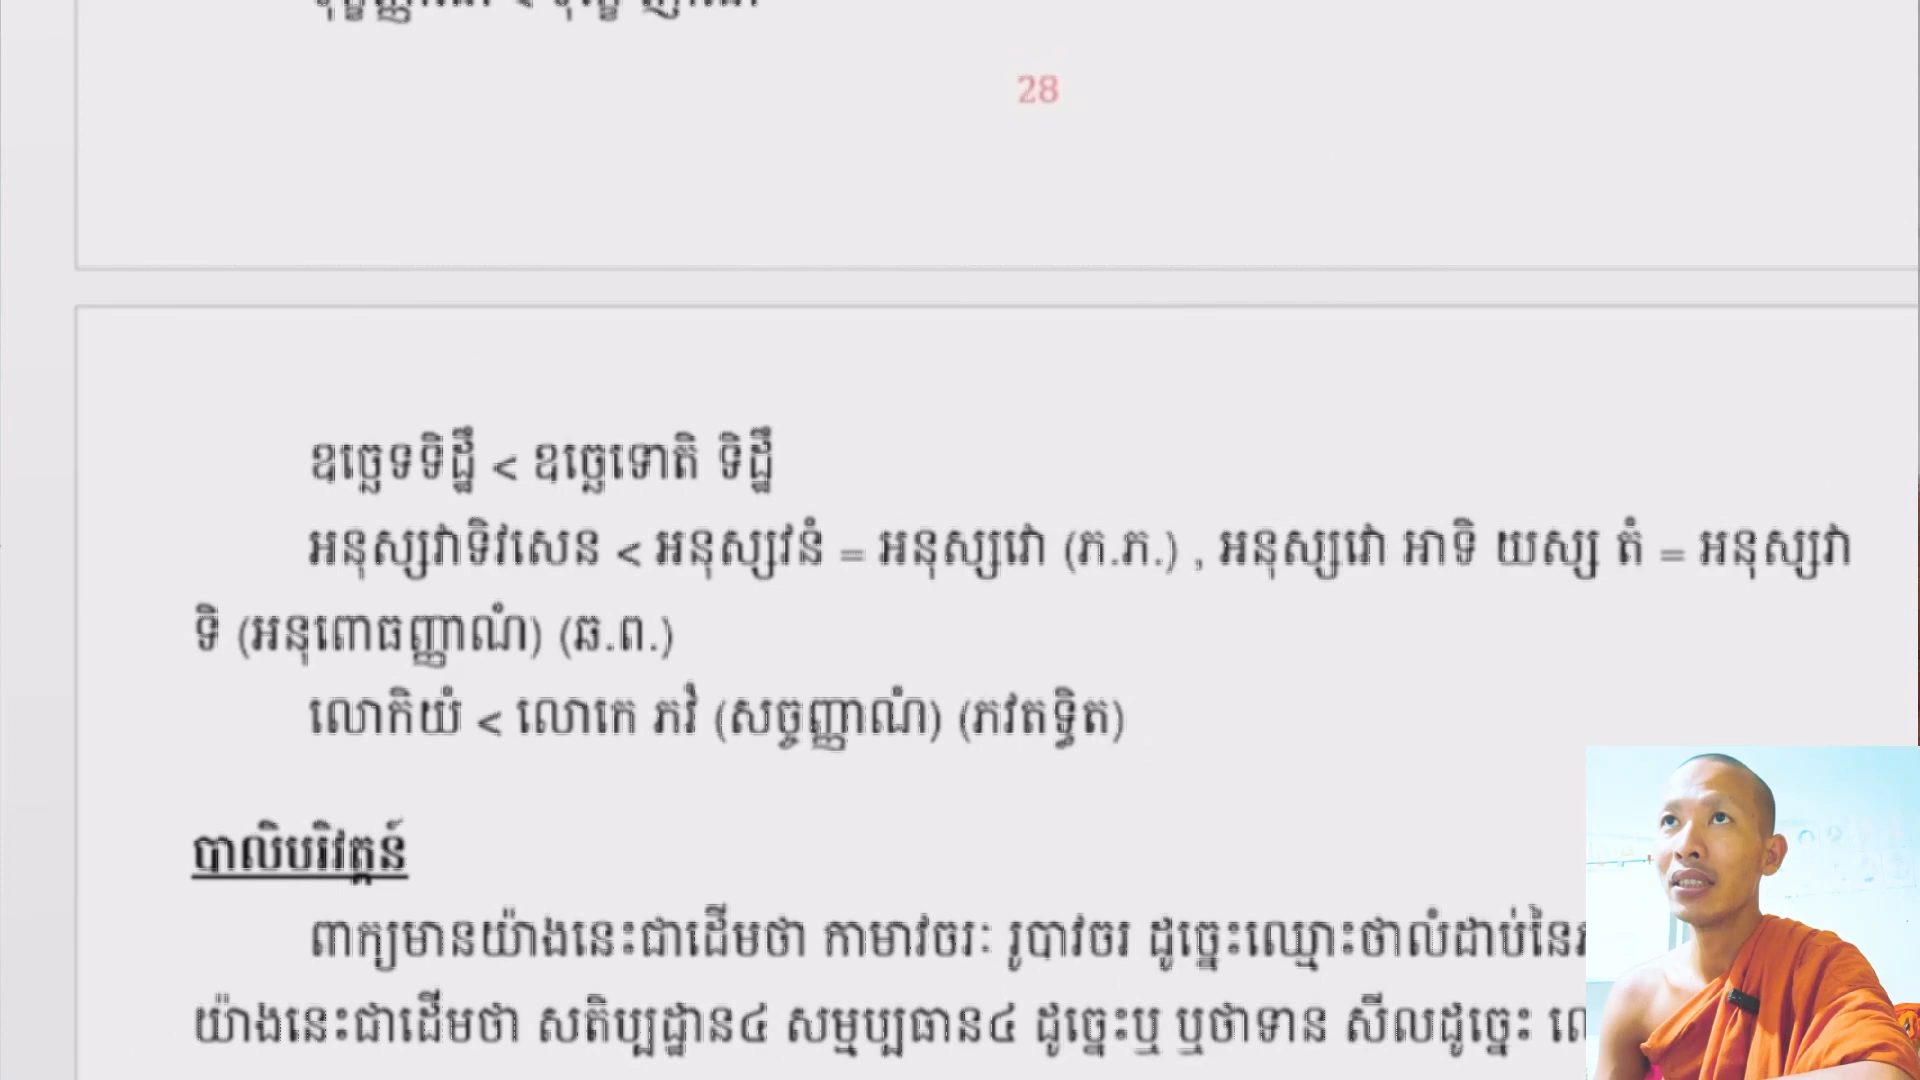 28
ឧច្ឆេទទិដ្ឋិ < ឧច្ឆេទោតិ ទិដ្ឋិ
អនុស្សវាទិវសេន < អនុស្សវនំ = អនុស្សវោ (ភ.ភ.) , អនុស្សវោ អាទិ យស្ស តំ = អនុស្សវា
ទិ (អនុពោធញ្ញាណំ) (ឆ.ព.)
លោកិយំ < លោកេ ភវំ (សច្ចញ្ញាណំ) (ភវតទ្ធិត)
បាលិបរិវត្តន៍
ពាក្យមានយ៉ាងនេះជាដើមថា កាមាវចរៈ រូបាវចរ ដូច្នេះឈ្មោះថាលំដាប់នៃ
យ៉ាងនេះជាដើមថា សតិប្បដ្ឋាន៤ សម្មប្បធាន៤ ដូច្នេះឬ ឬថាទាន សីលដូច្នេះ